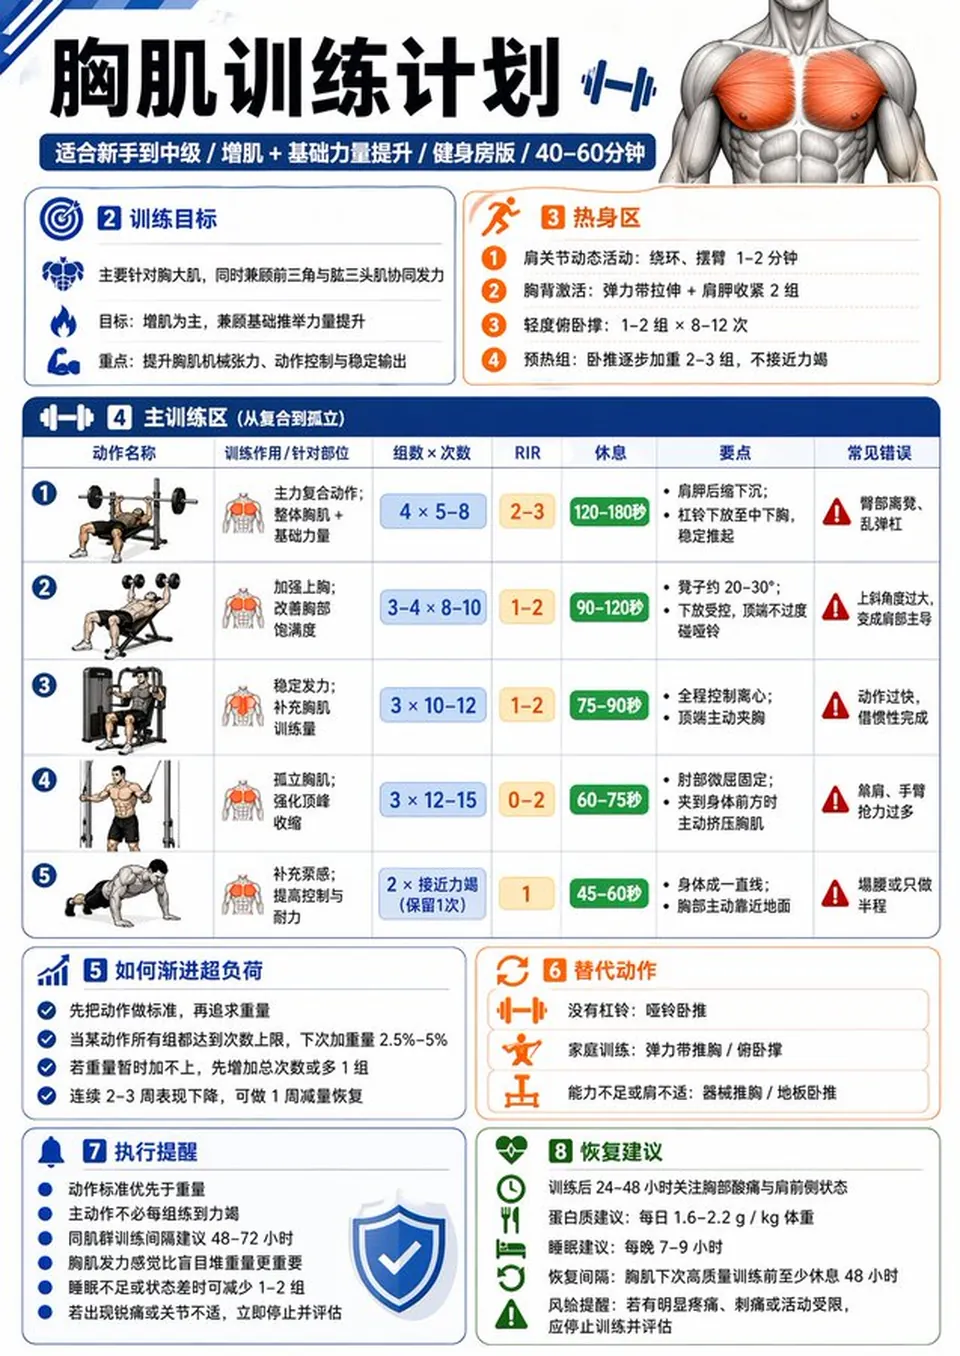 胸肌训练计划
适合新手到中级 / 增肌 + 基础力量提升 / 健身房版 / 40–60分钟
2 训练目标
主要针对胸大肌，同时兼顾前三角与肱三头肌协同发力
目标：增肌为主，兼顾基础推举力量提升
重点：提升胸肌机械张力、动作控制与稳定输出
3 热身区
1 肩关节动态活动：绕环、摆臂 1–2 分钟
2 胸背激活：弹力带拉伸 + 肩胛收紧 2 组
3 轻度俯卧撑：1–2 组 × 8–12 次
4 预热组：卧推逐步加重 2–3 组，不接近力竭
4 主训练区（从复合到孤立）
动作名称 训练作用/针对部位 组数 × 次数 RIR 休息 要点 常见错误
1
主力复合动作；
整体胸肌 +
基础力量
4 × 5–8
2–3
120–180秒
• 肩胛后缩下沉；
• 杠铃下放至中下胸，
稳定推起
臀部离凳、
乱弹杠
2
加强上胸；
改善胸部
饱满度
3–4 × 8–10
1–2
90–120秒
• 凳子约 20–30°；
• 下放受控，顶端不过度
碰哑铃
上斜角度过大，
变成肩部主导
3
稳定发力；
补充胸肌
训练量
3 × 10–12
1–2
75–90秒
• 全程控制离心；
• 顶端主动夹胸
动作过快，
借惯性完成
4
孤立胸肌；
强化顶峰
收缩
3 × 12–15
0–2
60–75秒
• 肘部微屈固定；
• 夹到身体前方时
主动挤压胸肌
肩、手臂
抢力过多
5
补充泵感；
提高控制与
耐力
2 × 接近力竭
（保留1次）
1
45–60秒
• 身体成一直线；
• 胸部主动靠近地面
塌腰或只做
半程
5 如何渐进超负荷
先把动作做标准，再追求重量
当某动作所有组都达到次数上限，下次加重量 2.5%–5%
若重量暂时加不上，先增加总次数或多 1 组
连续 2–3 周表现下降，可做 1 周减量恢复
6 替代动作
没有杠铃：哑铃卧推
家庭训练：弹力带推胸 / 俯卧撑
能力不足或肩不适：器械推胸 / 地板卧推
7 执行提醒
动作标准优先于重量
主动作不必每组练到力竭
同肌群训练间隔建议 48–72 小时
胸肌发力感觉比盲目堆重量更重要
睡眠不足或状态差时可减少 1–2 组
若出现锐痛或关节不适，立即停止并评估
8 恢复建议
训练后 24–48 小时关注胸部酸痛与肩前侧状态
蛋白质建议：每日 1.6–2.2 g / kg 体重
睡眠建议：每晚 7–9 小时
恢复间隔：胸肌下次高质量训练前至少休息 48 小时
风险提醒：若有明显疼痛、刺痛或活动受限，
应停止训练并评估